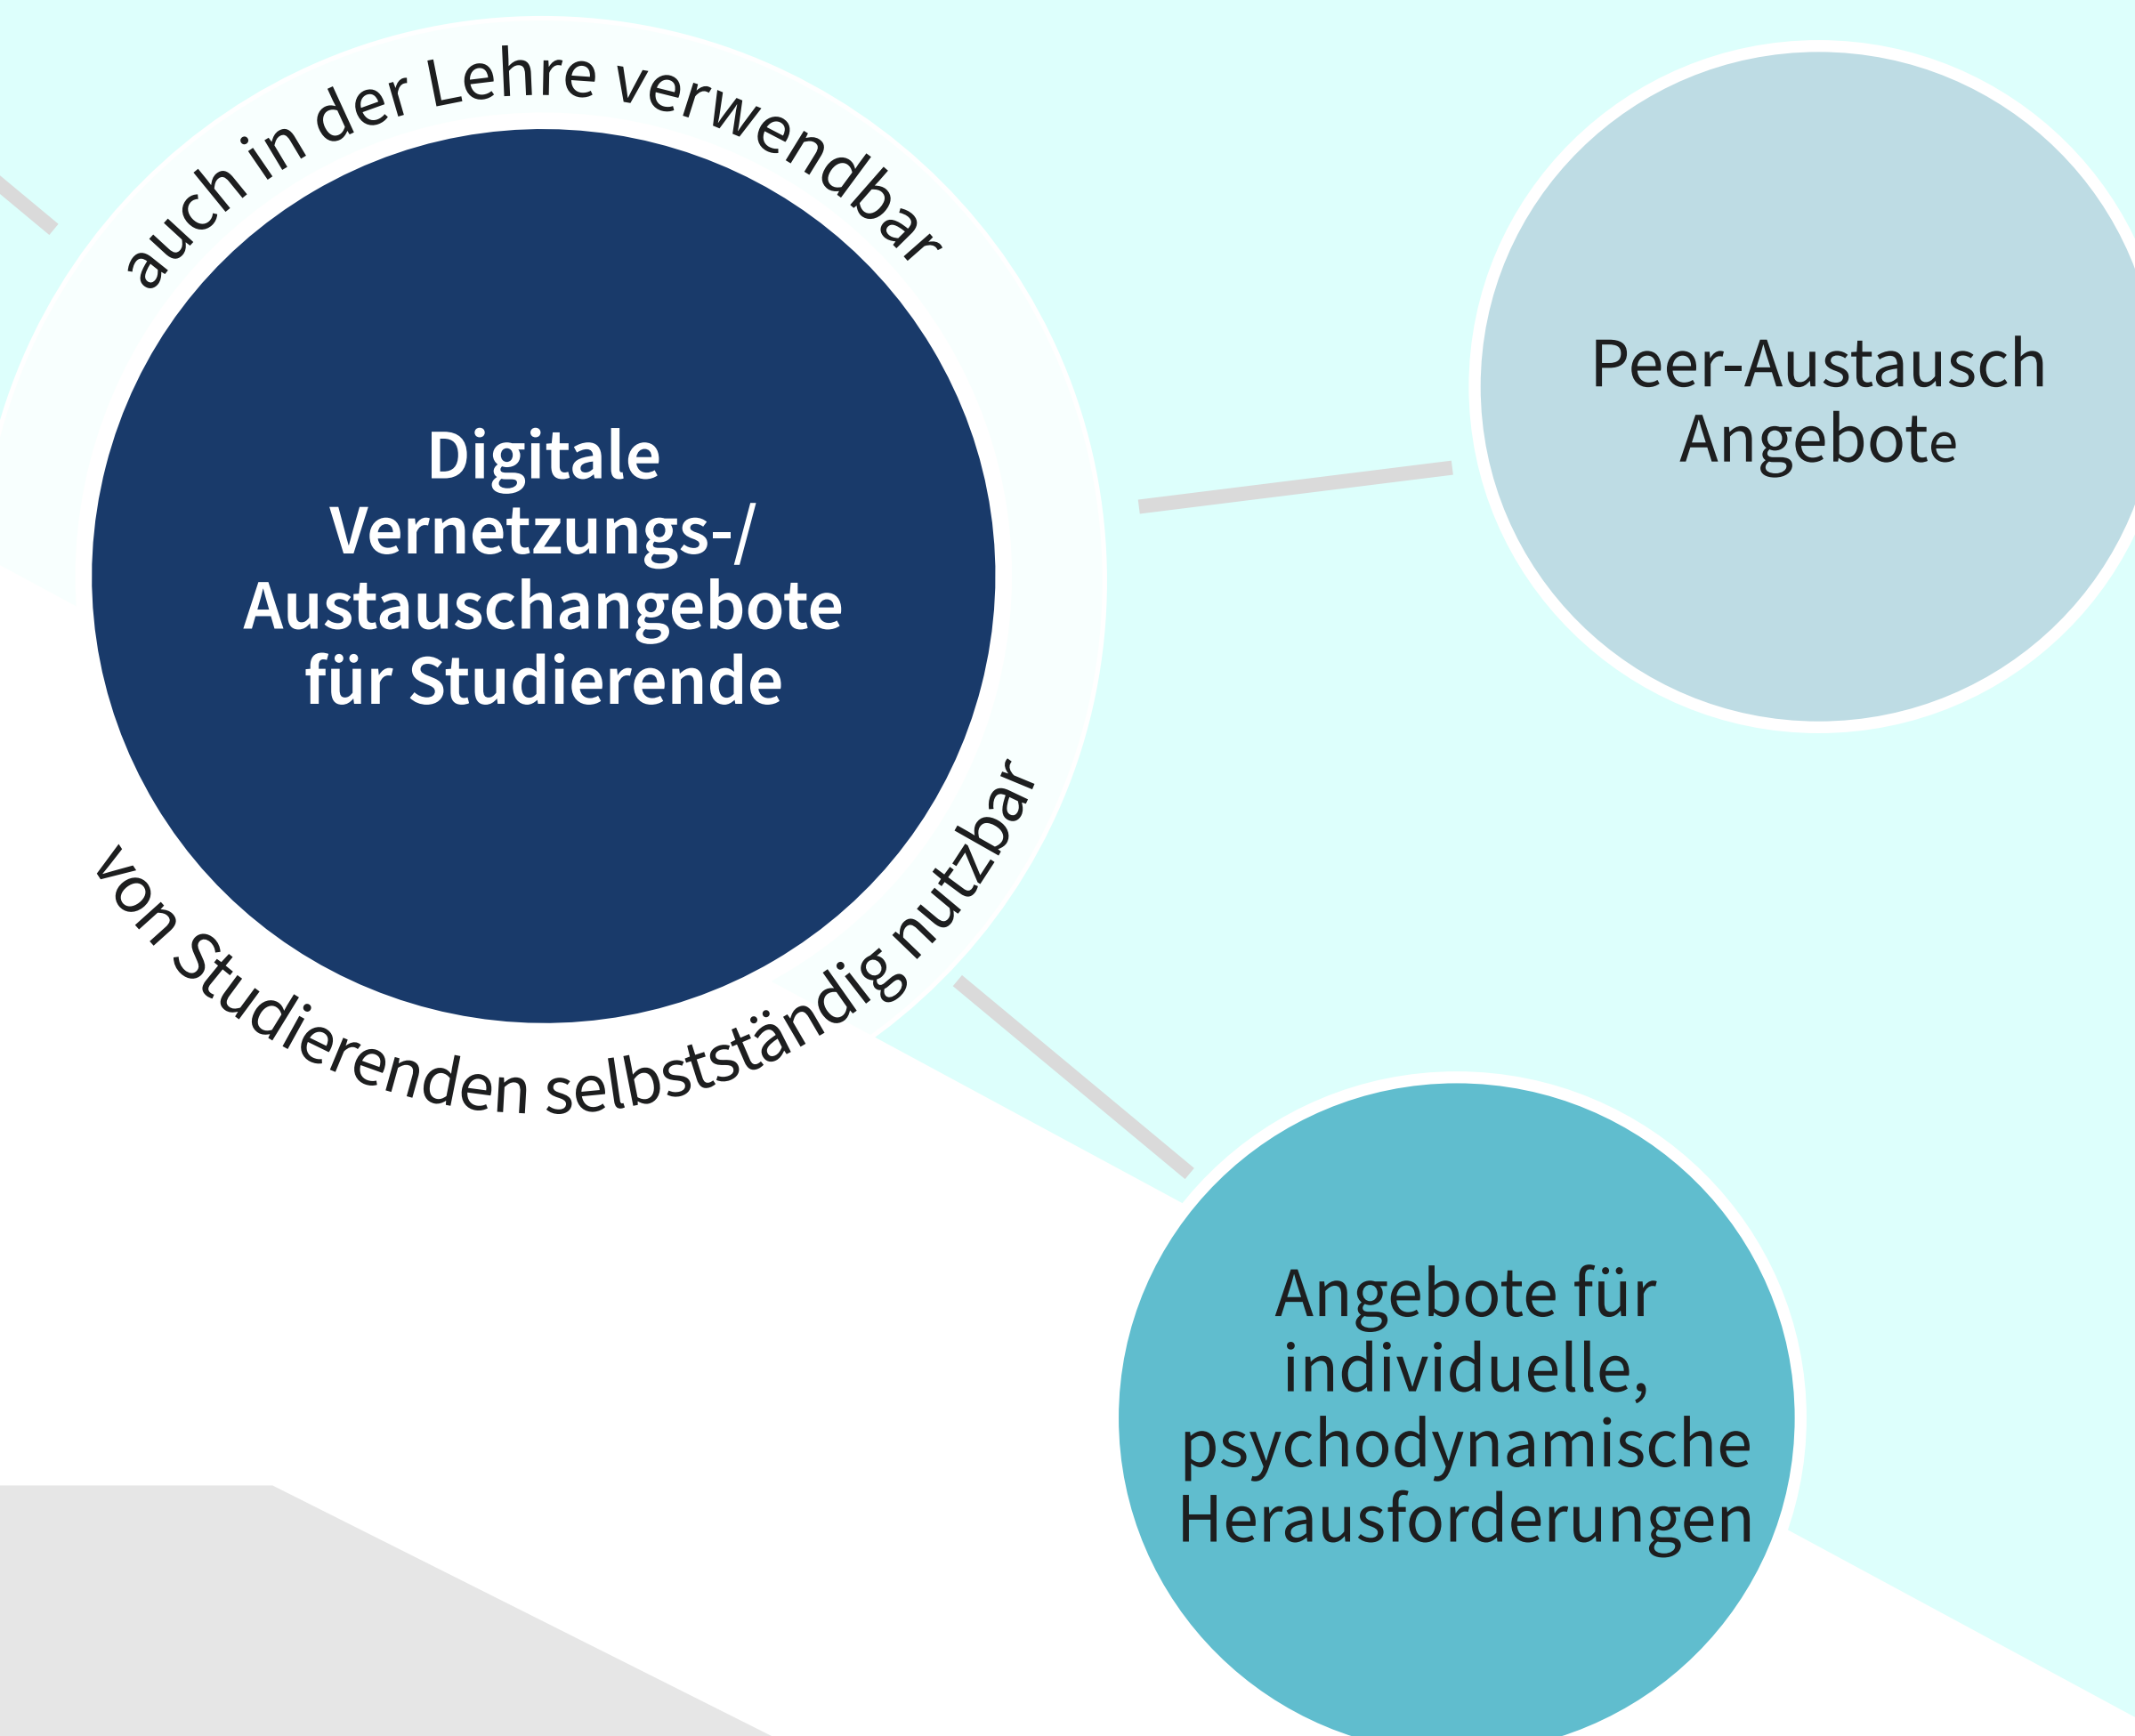 auch in der Lehre verwendbar
Digitale
Vernetzungs-/
Austauschangebote
für Studierende
von Studierenden selbstständig nutzbar
Peer-Austausch
Angebote
Angebote für
individuelle,
psychodynamische
Herausforderungen